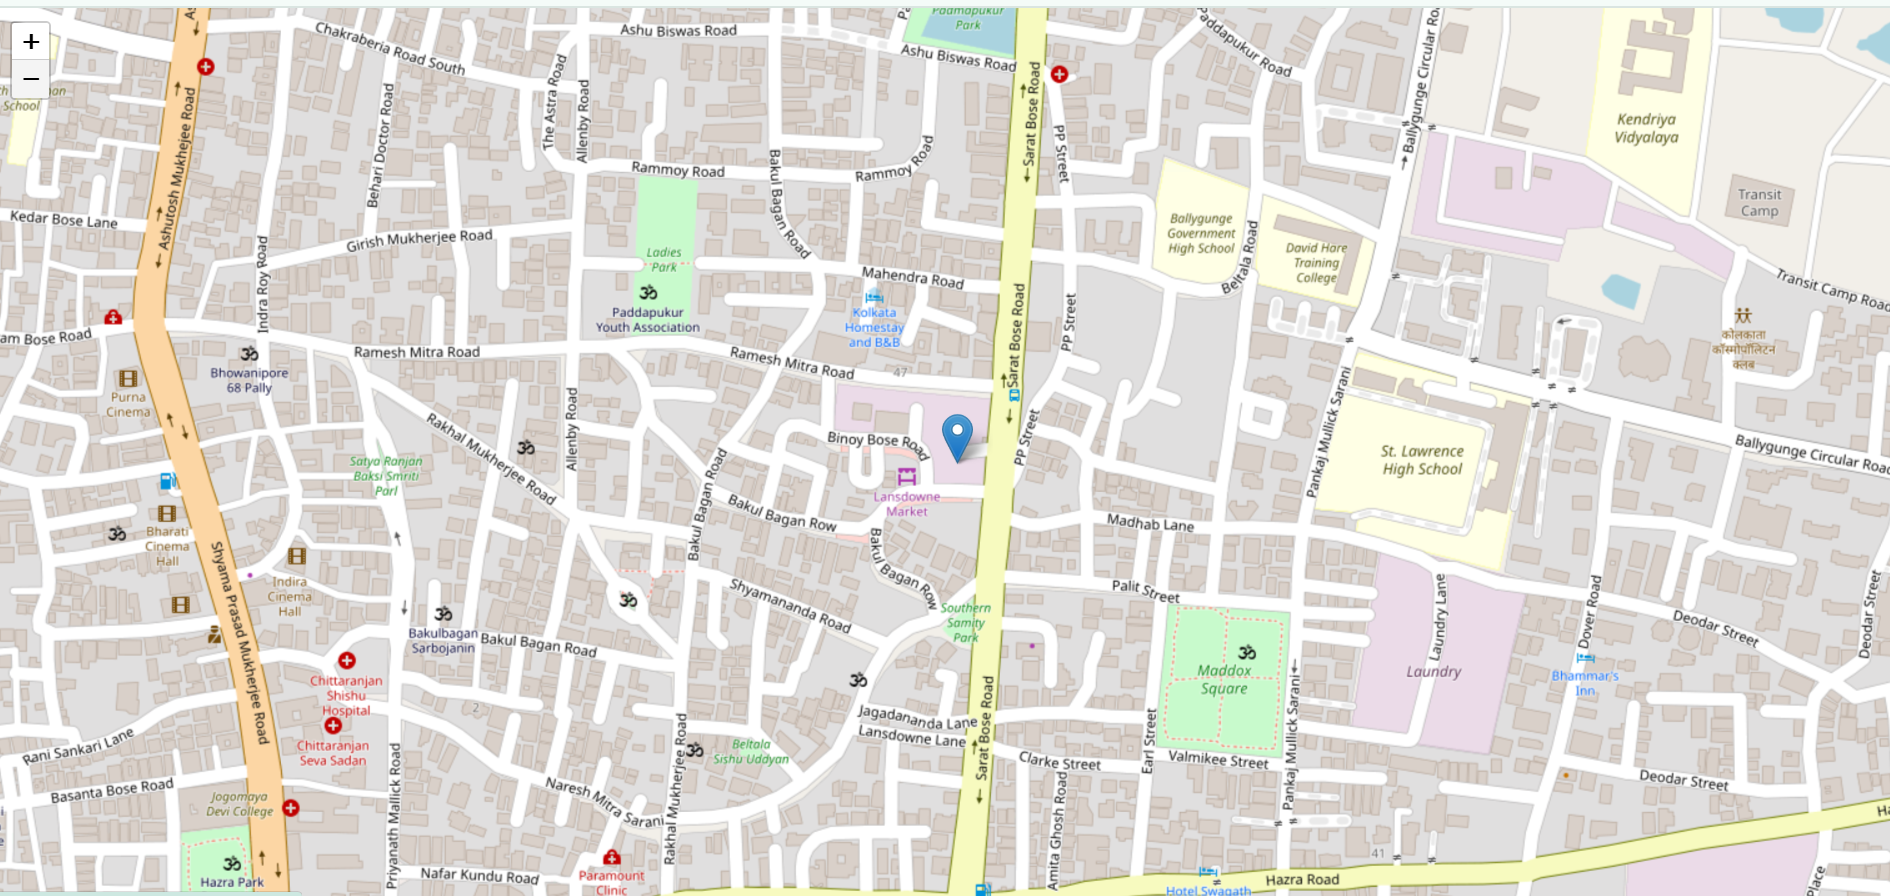 +
−
Chakraberia Road South
Ashu Biswas Road
Padmapukur
Park
Ashu Biswas Road
Paddapukur Road
Ballygunge Circular Road
Kendriya
Vidyalaya
School
Ashutosh Mukherjee Road
Behari Doctor Road
The Astra Road
Allenby Road
Rammoy Road
Bakul Bagan Road
Rammoy Road
Sarat Bose Road
PP Street
Transit
Camp
Kedar Bose Lane
Girish Mukherjee Road
Ladies
Park
Ballygunge
Government
High School
Beltala Road
David Hare
Training
College
Mahendra Road
Transit Camp Road
Indra Roy Road
Paddapukur
Youth Association
Kolkata
Homestay
and B&B
Sarat Bose Road
PP Street
कोलकाता
कॉस्मोपॉलिटन
क्लब
am Bose Road
Ramesh Mitra Road
Ramesh Mitra Road
47
Bhowanipore
68 Pally
Purna
Cinema
Allenby Road
Rakhal Mukherjee Road
Binoy Bose Road
PP Street
Pankaj Mullick Sarani
St. Lawrence
High School
Ballygunge Circular Road
Satya Ranjan
Baksi Smriti
Parl
Bakul Bagan Road
Lansdowne
Market
Bakul Bagan Row
Madhab Lane
Bharati
Cinema
Hall
Shyama Prasad Mukherjee Road
Indira
Cinema
Hall
Bakul Bagan Row
Palit Street
Shyamananda Road
Southern
Samity
Park
Laundry Lane
Dover Road
Deodar Street
Deodar Street
Bakulbagan
Sarbojanin
Bakul Bagan Road
Maddox
Square
Laundry
Bhammar's
Inn
Chittaranjan
Shishu
Hospital
2
Jagadananda Lane
Lansdowne Lane
Sarat Bose Road
Earl Street
Pankaj Mullick Sarani
Rani Sankari Lane
Chittaranjan
Seva Sadan
Beltala
Sishu Uddyan
Clarke Street
Valmikee Street
Deodar Street
Basanta Bose Road
Jogomaya
Devi College
Priyanath Mallick Road
Naresh Mitra Sarani
Rakhal Mukherjee Road
Amita Ghosh Road
41
Hazra Park
Nafar Kundu Road
Paramount
Clinic
Hotel Swagath
Hazra Road
Place